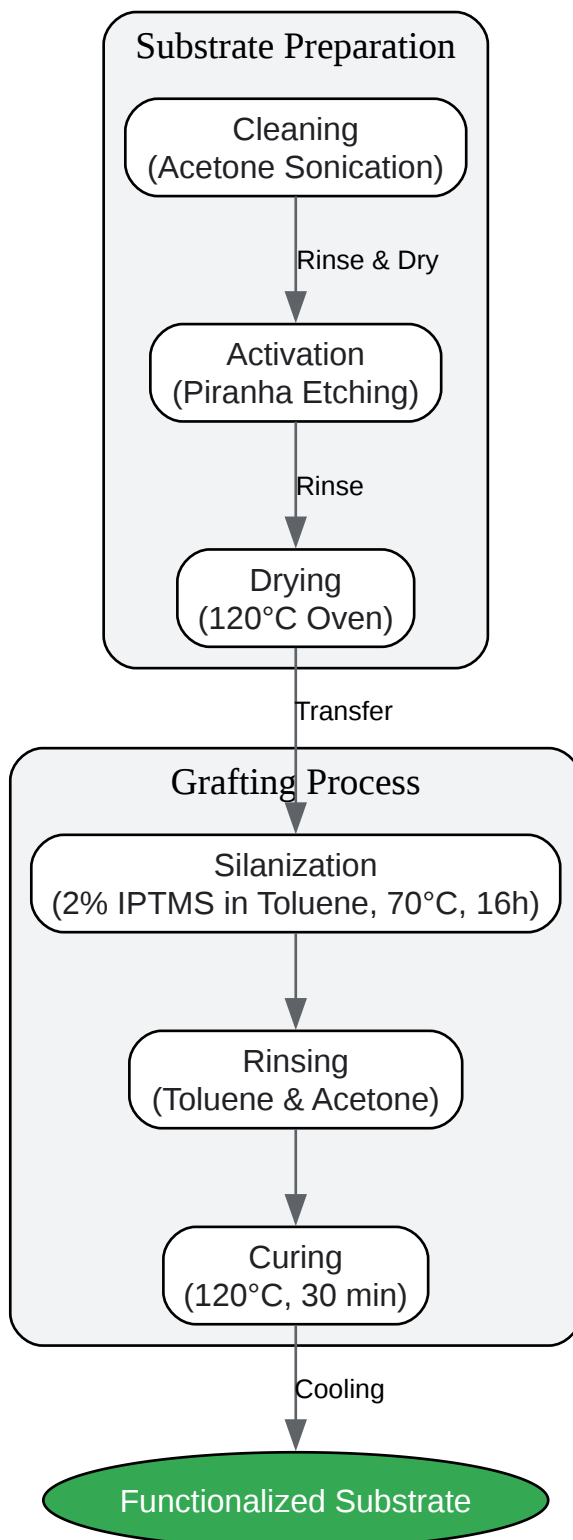 Substrate Preparation
Cleaning
(Acetone Sonication)
Rinse & Dry
Activation
(Piranha Etching)
Rinse
Drying
(120°C Oven)
Transfer
Grafting Process
Silanization
(2% IPTMS in Toluene, 70°C, 16h)
Rinsing
(Toluene & Acetone)
Curing
(120°C, 30 min)
Cooling
Functionalized Substrate